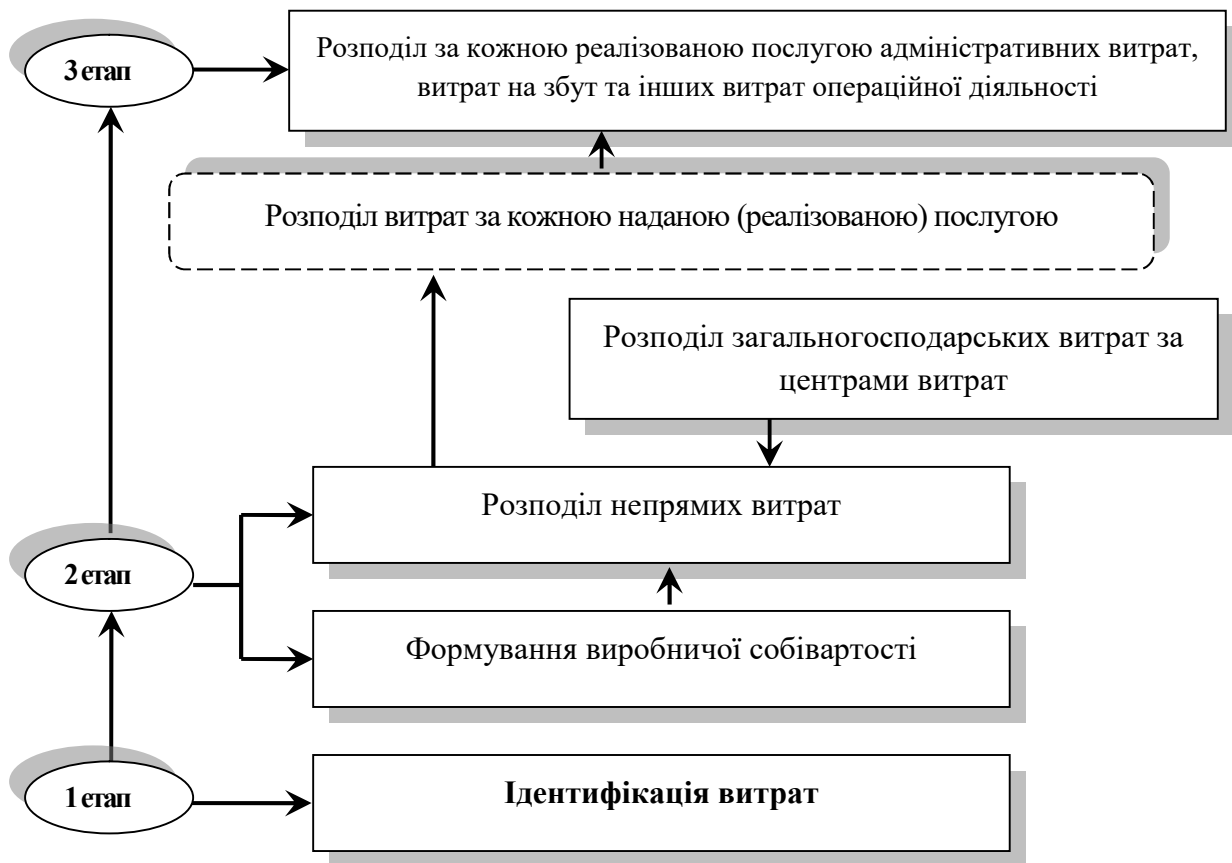 3 етап
Розподіл за кожною реалізованою послугою адміністративних витрат,
витрат на збут та інших витрат операційної діяльності
Розподіл витрат за кожною наданою (реалізованою) послугою
Розподіл загальногосподарських витрат за
центрами витрат
Розподіл непрямих витрат
2 етап
Формування виробничої собівартості
1 етап
Ідентифікація витрат